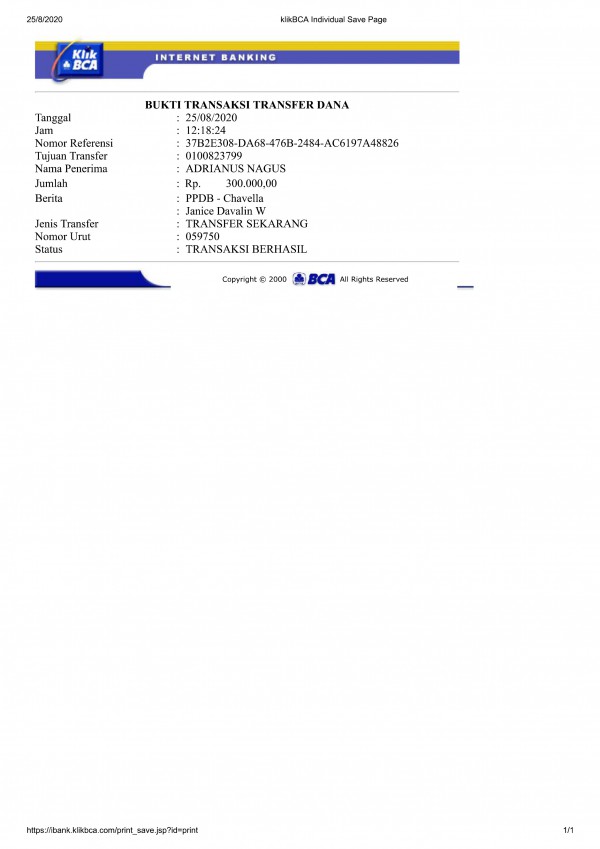 25/8/2020 klikBCA Individual Save Page
Klik BCA
INTERNET BANKING
BUKTI TRANSAKSI TRANSFER DANA
Tanggal : 25/08/2020
Jam : 12:18:24
Nomor Referensi : 37B2E308-DA68-476B-2484-AC6197A48826
Tujuan Transfer : 0100823799
Nama Penerima : ADRIANUS NAGUS
Jumlah : Rp. 300.000,00
Berita : PPDB - Chavella
: Janice Davalin W
Jenis Transfer : TRANSFER SEKARANG
Nomor Urut : 059750
Status : TRANSAKSI BERHASIL
Copyright © 2000 BCA All Rights Reserved
https://ibank.klikbca.com/print_save.jsp?id=print 1/1